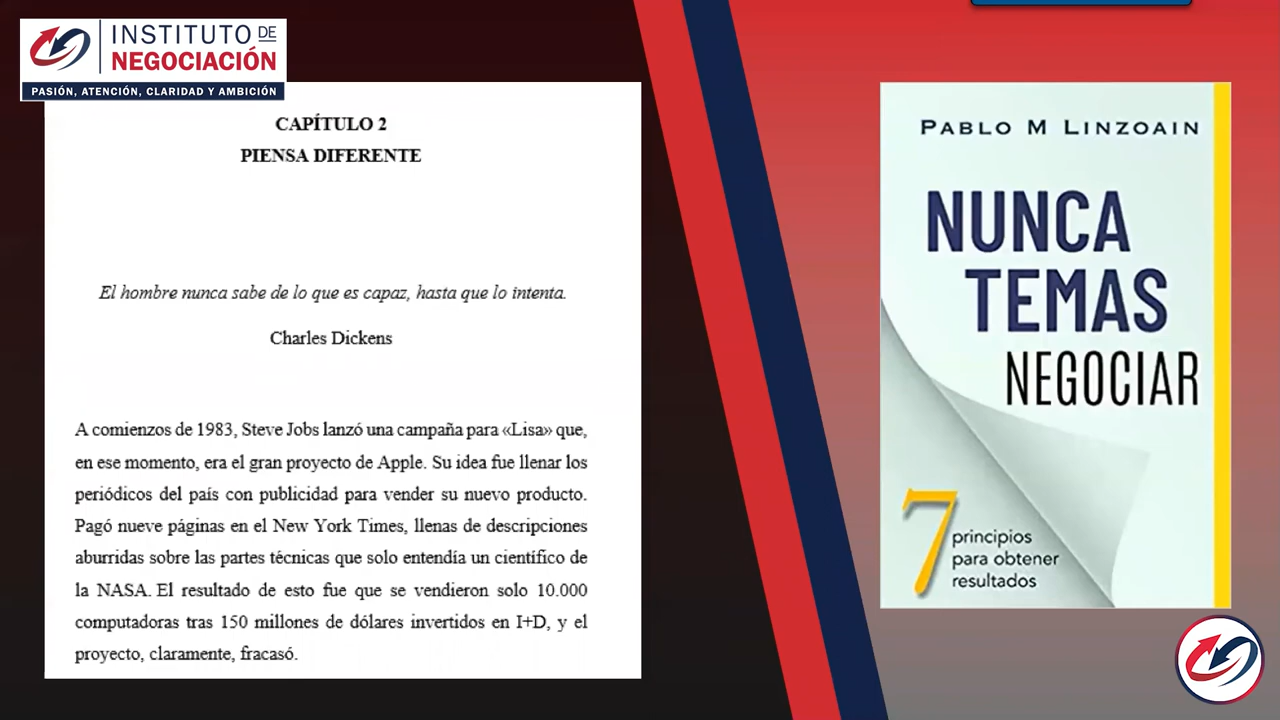 INSTITUTO DE
NEGOCIACIÓN
PASIÓN, ATENCIÓN, CLARIDAD Y AMBICIÓN
CAPÍTULO 2
PIENSA DIFERENTE
El hombre nunca sabe de lo que es capaz, hasta que lo intenta.
Charles Dickens
A comienzos de 1983, Steve Jobs lanzó una campaña para «Lisa» que,
en ese momento, era el gran proyecto de Apple. Su idea fue llenar los
periódicos del país con publicidad para vender su nuevo producto.
Pagó nueve páginas en el New York Times, llenas de descripciones
aburridas sobre las partes técnicas que solo entendía un científico de
la NASA. El resultado de esto fue que se vendieron solo 10.000
computadoras tras 150 millones de dólares invertidos en I+D, y el
proyecto, claramente, fracasó.
PABLO M LINZOAIN
NUNCA
TEMAS
NEGOCIAR
7 principios
para obtener
resultados